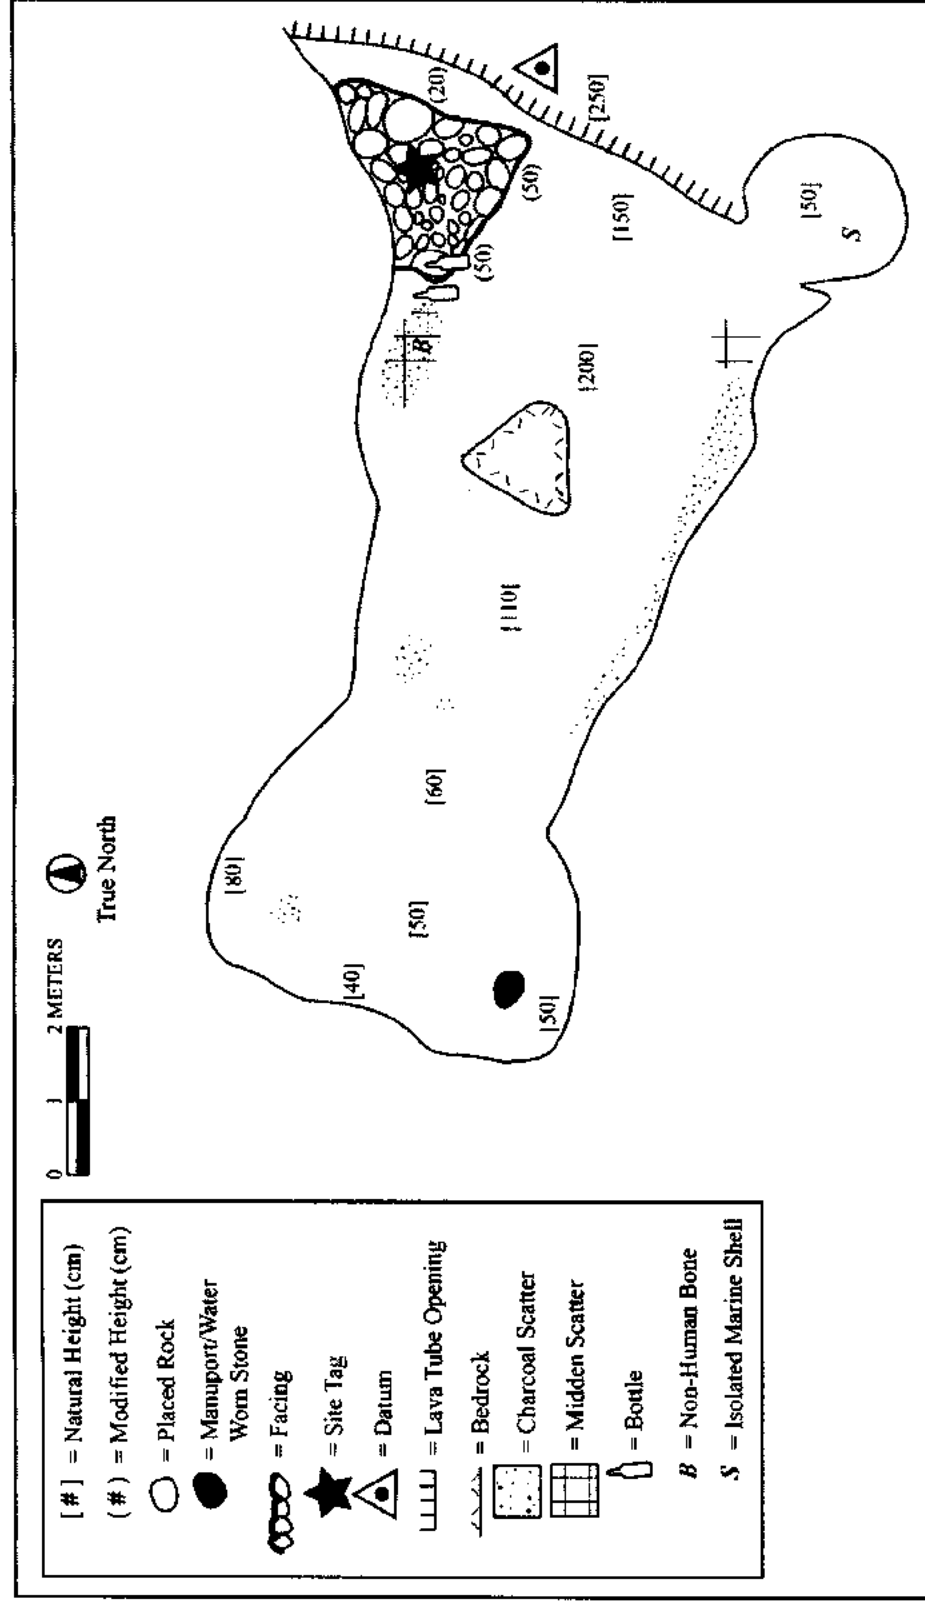 [#] = Natural Height (cm)
(#) = Modified Height (cm)
= Placed Rock
= Manuport/Water
Worn Stone
= Facing
= Site Tag
= Datum
= Lava Tube Opening
= Bedrock
= Charcoal Scatter
= Midden Scatter
= Bottle
B = Non-Human Bone
S = Isolated Marine Shell
0 1 2 METERS
True North
[80]
[40]
[50]
[50]
[60]
[110]
[200]
B
(50)
(50)
(20)
[150]
[250]
[50]
S